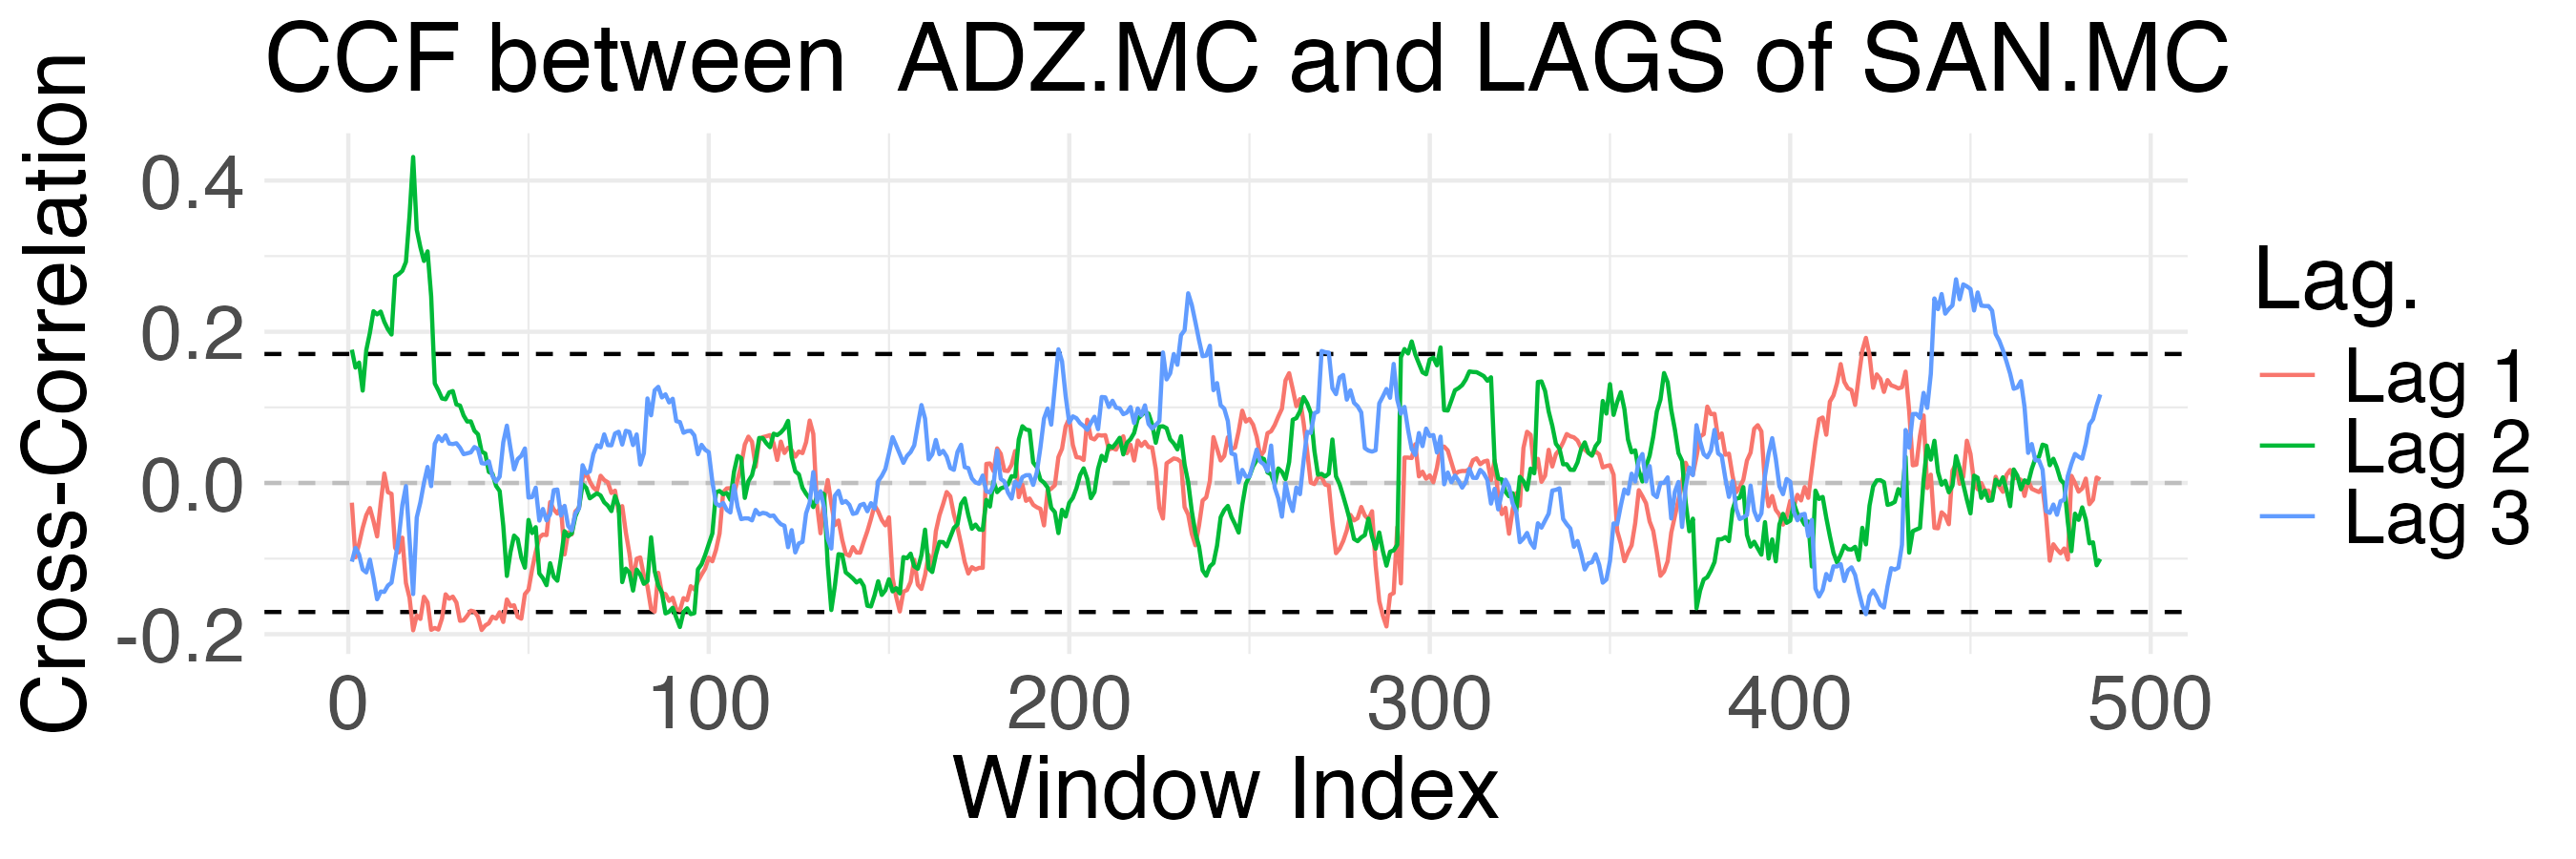 CCF between  ADZ.MC and LAGS of SAN.MC
Cross-Correlation
0.4
0.2
0.0
-0.2
0 100 200 300 400 500
Window Index
Lag.
Lag 1
Lag 2
Lag 3